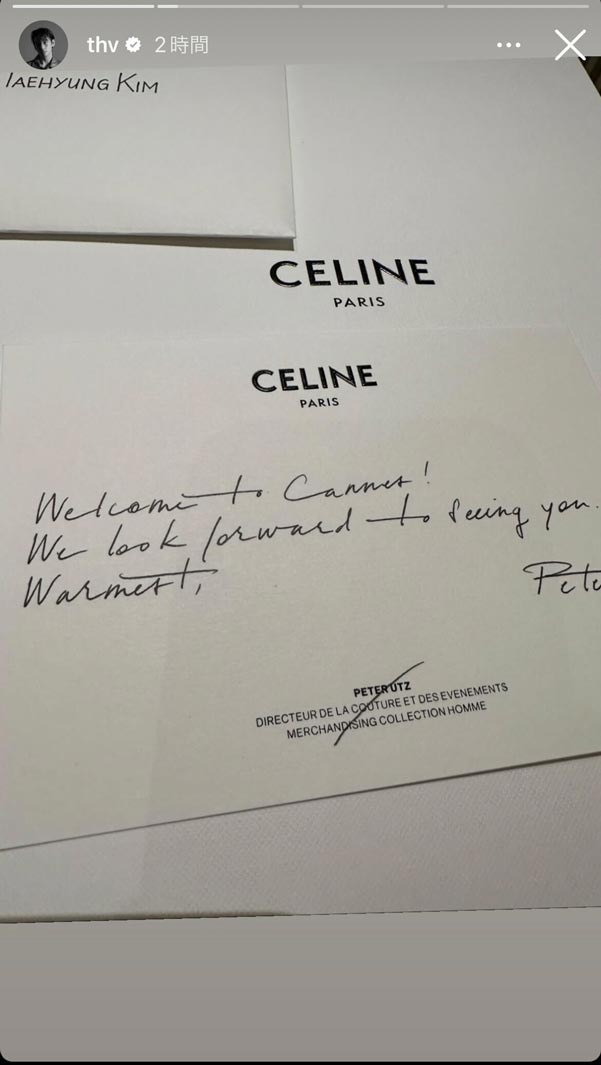 thv 2時間
TAEHYUNG KIM
CELINE
PARIS
CELINE
PARIS
Welcome to Cannes!
We look forward to seeing you.
Warmest,
PETER UTZ
DIRECTEUR DE LA COUTURE ET DES EVENEMENTS
MERCHANDISING COLLECTION HOMME